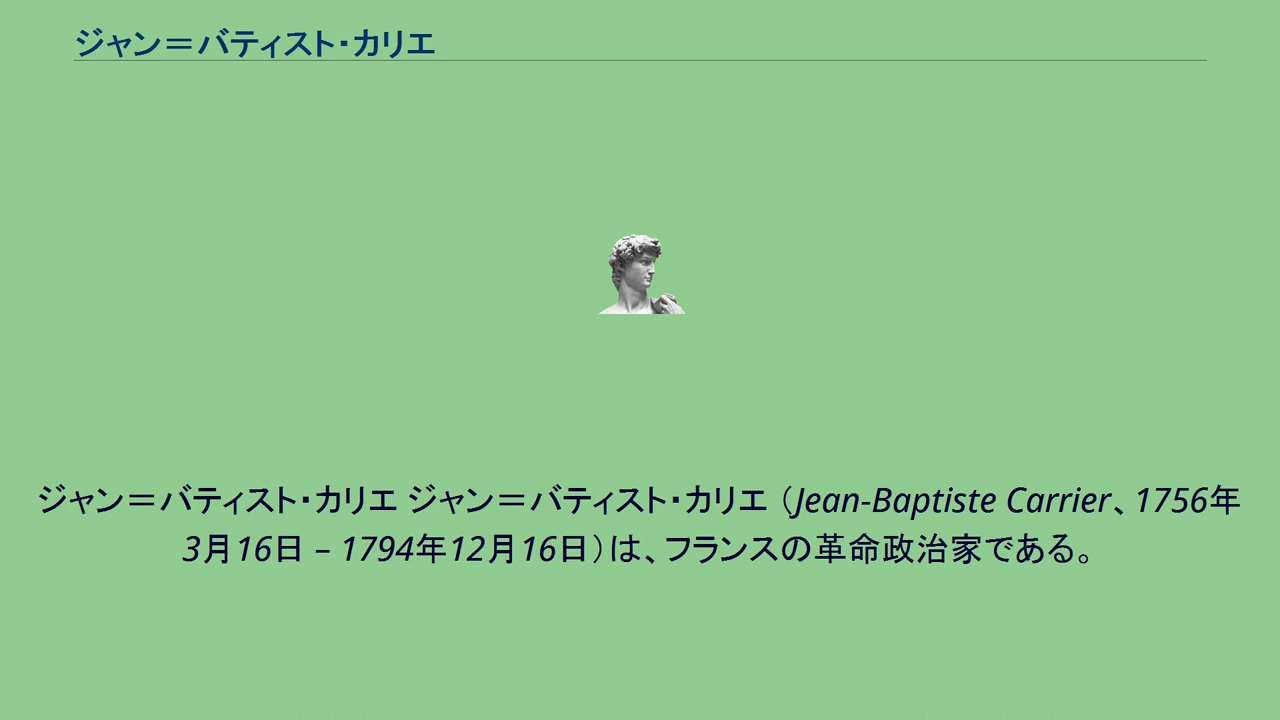 ジャン＝バティスト・カリエ
ジャン＝バティスト・カリエ ジャン＝バティスト・カリエ（Jean-Baptiste Carrier、1756年
3月16日 – 1794年12月16日）は、フランスの革命政治家である。